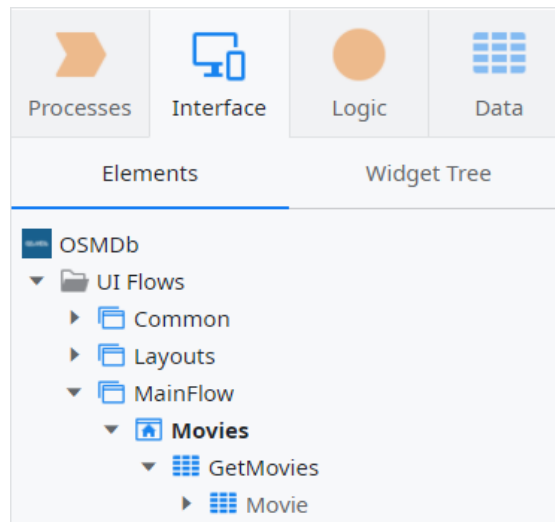 Processes Interface Logic Data
Elements Widget Tree
OSMDb
UI Flows
Common
Layouts
MainFlow
Movies
GetMovies
Movie